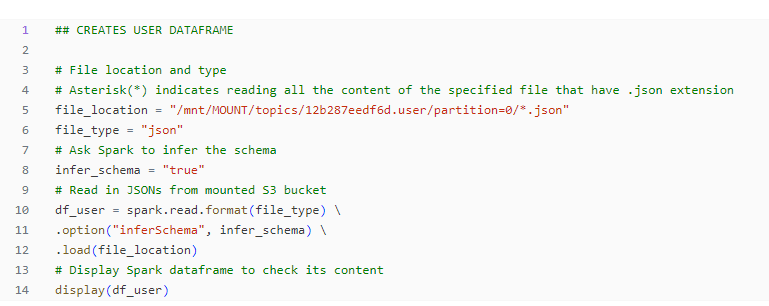 1 ## CREATES USER DATAFRAME
2
3 # File location and type
4 # Asterisk(*) indicates reading all the content of the specified file that have .json extension
5 file_location = "/mnt/MOUNT/topics/12b287eedf6d.user/partition=0/*.json"
6 file_type = "json"
7 # Ask Spark to infer the schema
8 infer_schema = "true"
9 # Read in JSONs from mounted S3 bucket
10 df_user = spark.read.format(file_type) \
11 .option("inferSchema", infer_schema) \
12 .load(file_location)
13 # Display Spark dataframe to check its content
14 display(df_user)